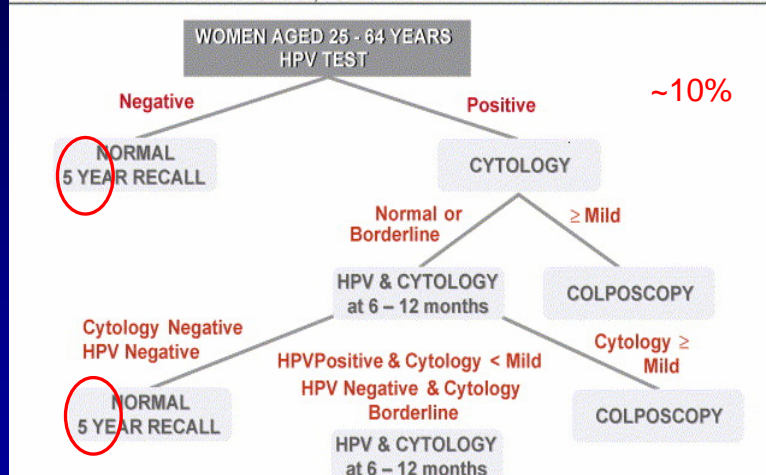 WOMEN AGED 25 - 64 YEARS
HPV TEST
Negative
Positive
~10%
NORMAL
5 YEAR RECALL
CYTOLOGY
Normal or
Borderline
≥ Mild
HPV & CYTOLOGY
at 6 – 12 months
COLPOSCOPY
Cytology Negative
HPV Negative
HPVPositive & Cytology < Mild
HPV Negative & Cytology
Borderline
Cytology ≥
Mild
NORMAL
5 YEAR RECALL
HPV & CYTOLOGY
at 6 – 12 months
COLPOSCOPY